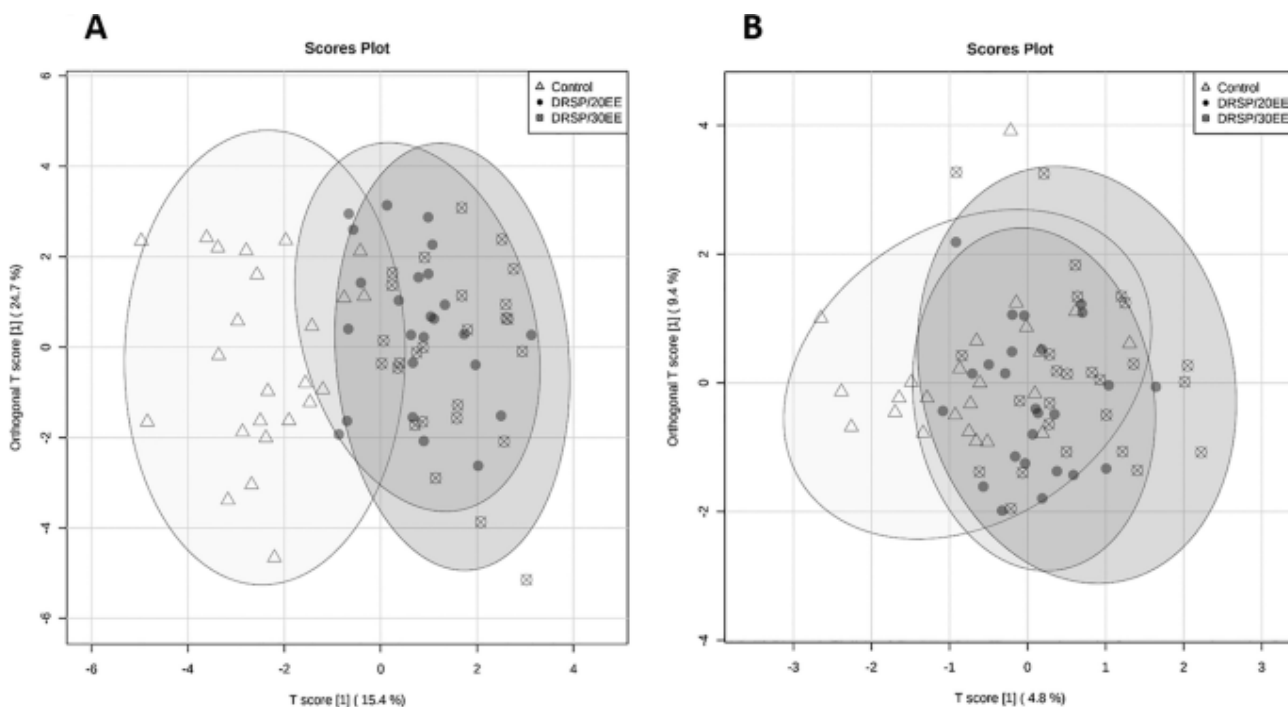 A
Scores Plot
Control
DRSP/20EE
DRSP/30EE
6
4
2
0
-2
-4
-6
Orthogonal T score [1] ( 24.7 %)
-6
-4
-2
0
2
4
T score [1] ( 15.4 %)
B
Scores Plot
Control
DRSP/20EE
DRSP/30EE
4
2
0
-2
-4
Orthogonal T score [1] ( 9.4 %)
-3
-2
-1
0
1
2
3
T score [1] ( 4.8 %)